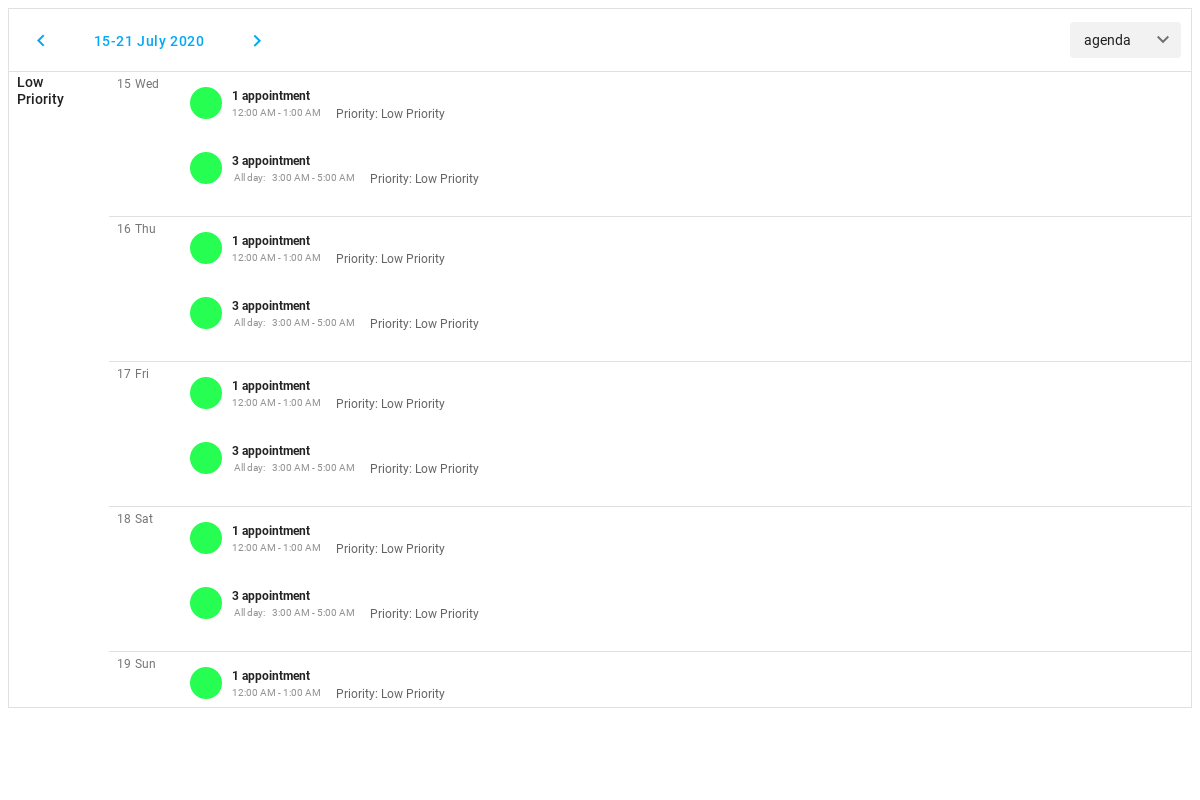 15-21 July 2020
agenda
Low
Priority
15 Wed
1 appointment
12:00 AM - 1:00 AM Priority: Low Priority
3 appointment
All day: 3:00 AM - 5:00 AM Priority: Low Priority
16 Thu
1 appointment
12:00 AM - 1:00 AM Priority: Low Priority
3 appointment
All day: 3:00 AM - 5:00 AM Priority: Low Priority
17 Fri
1 appointment
12:00 AM - 1:00 AM Priority: Low Priority
3 appointment
All day: 3:00 AM - 5:00 AM Priority: Low Priority
18 Sat
1 appointment
12:00 AM - 1:00 AM Priority: Low Priority
3 appointment
All day: 3:00 AM - 5:00 AM Priority: Low Priority
19 Sun
1 appointment
12:00 AM - 1:00 AM Priority: Low Priority